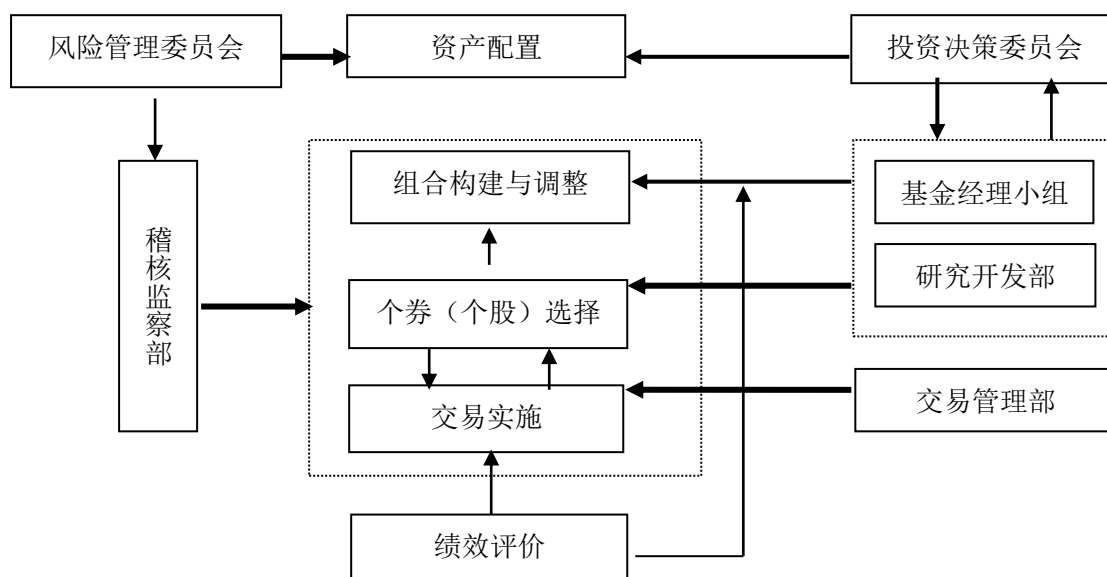 风险管理委员会
资产配置
投资决策委员会
组合构建与调整
基金经理小组
稽核监察部
研究开发部
个券（个股）选择
交易实施
交易管理部
绩效评价